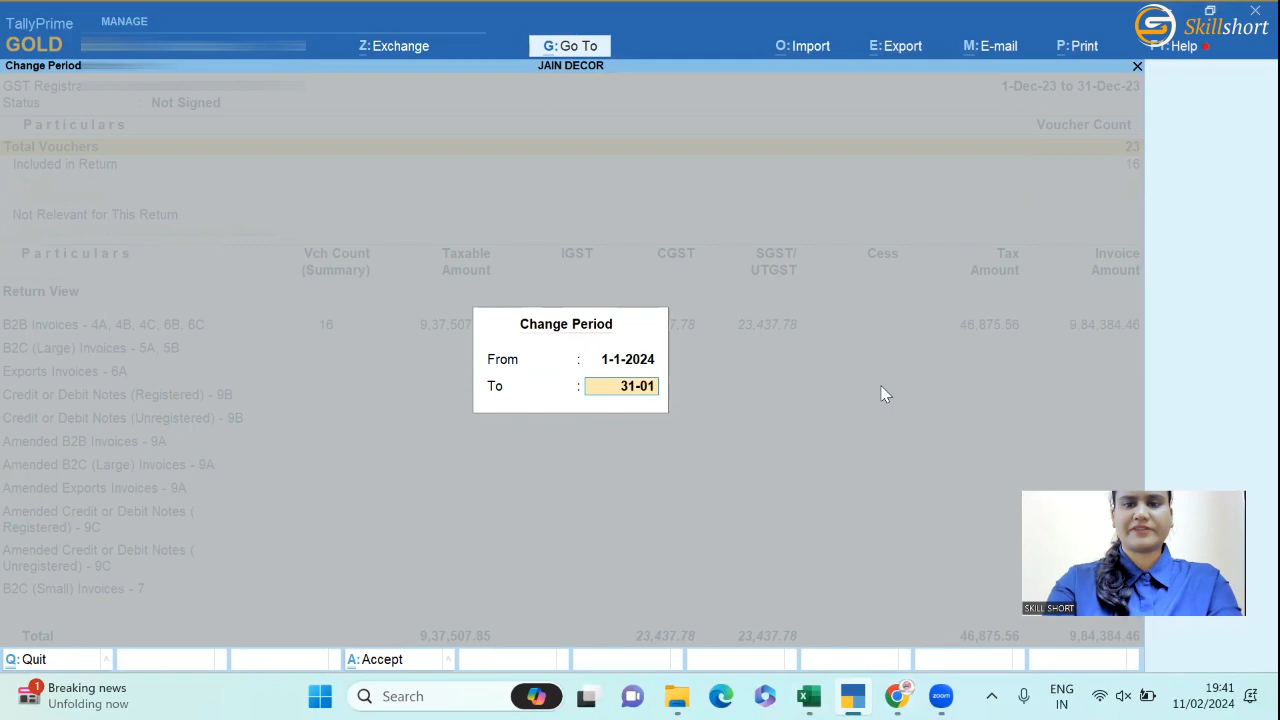 TallyPrime
MANAGE
GOLD
Z: Exchange
G: Go To
O: Import
E: Export
M: E-mail
P: Print
F1: Help
Skillshort
Change Period
JAIN DECOR
GST Registra
1-Dec-23 to 31-Dec-23
Status : Not Signed
Particulars
Voucher Count
Total Vouchers 23
Included in Return 16
Not Relevant for This Return
Particulars Vch Count (Summary) Taxable Amount IGST CGST SGST/ UTGST Cess Tax Amount Invoice Amount
Return View
B2B Invoices - 4A, 4B, 4C, 6B, 6C 16 9,37,507 7.78 23,437.78 46,875.56 9,84,384.46
B2C (Large) Invoices - 5A 5B
Exports Invoices - 6A
Credit or Debit Notes (Registered) - 9B
Credit or Debit Notes (Unregistered) - 9B
Amended B2B Invoices - 9A
Amended B2C (Large) Invoices - 9A
Amended Exports Invoices - 9A
Amended Credit or Debit Notes (
Registered) - 9C
Amended Credit or Debit Notes (
Unregistered) - 9C
B2C (Small) Invoices - 7
Change Period
From : 1-1-2024
To : 31-01
SKILL SHORT
Total 9,37,507.85 23,437.78 23,437.78 46,875.56 9,84,384.46
Q: Quit
A: Accept
1
Breaking news
Unfolding now
Search
zoom
ENG
IN
19:41
11/02/2024